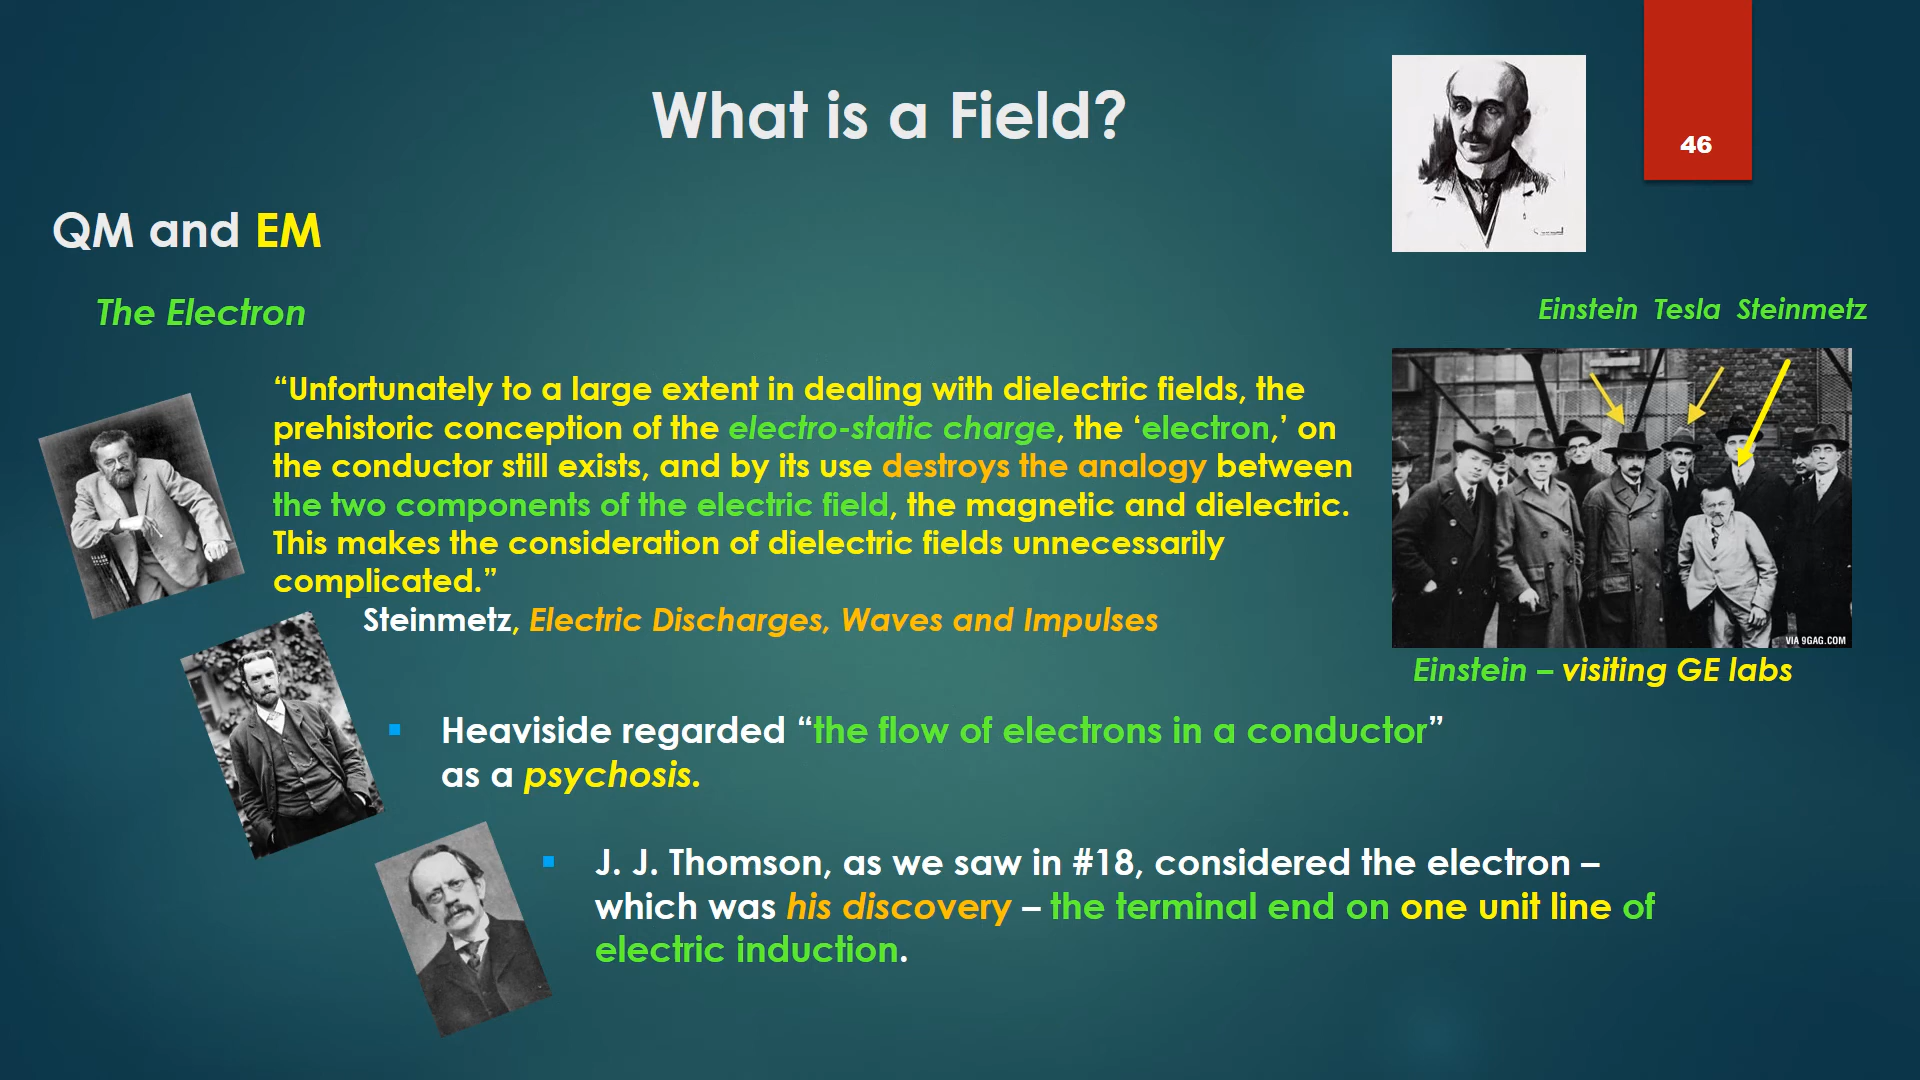 What is a Field?
46
QM and EM
The Electron
Einstein Tesla Steinmetz
“Unfortunately to a large extent in dealing with dielectric fields, the
prehistoric conception of the electro-static charge, the ‘electron,’ on
the conductor still exists, and by its use destroys the analogy between
the two components of the electric field, the magnetic and dielectric.
This makes the consideration of dielectric fields unnecessarily
complicated.”
Steinmetz, Electric Discharges, Waves and Impulses
VIA 9GAG.COM
Einstein – visiting GE labs
Heaviside regarded “the flow of electrons in a conductor”
as a psychosis.
J. J. Thomson, as we saw in #18, considered the electron –
which was his discovery – the terminal end on one unit line of
electric induction.